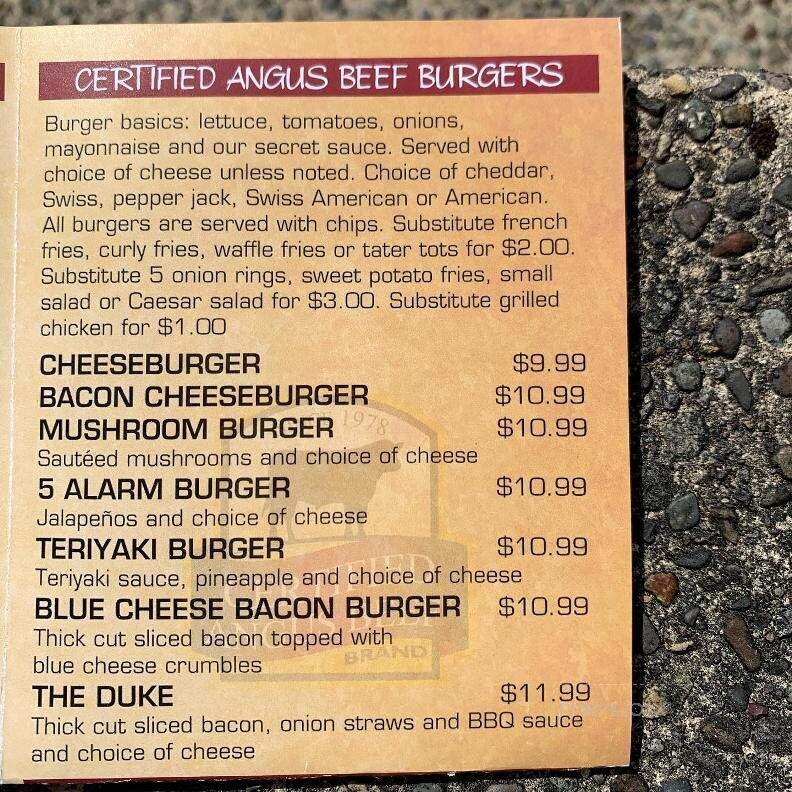 CERTIFIED ANGUS BEEF BURGERS
Burger basics: lettuce, tomatoes, onions,
mayonnaise and our secret sauce. Served with
choice of cheese unless noted. Choice of cheddar,
Swiss, pepper jack, Swiss American or American.
All burgers are served with chips. Substitute french
fries, curly fries, waffle fries or tater tots for $2.00.
Substitute 5 onion rings, sweet potato fries, small
salad or Caesar salad for $3.00. Substitute grilled
chicken for $1.00
CHEESEBURGER $9.99
BACON CHEESEBURGER $10.99
MUSHROOM BURGER $10.99
Sautéed mushrooms and choice of cheese
5 ALARM BURGER $10.99
Jalapeños and choice of cheese
TERIYAKI BURGER $10.99
Teriyaki sauce, pineapple and choice of cheese
BLUE CHEESE BACON BURGER $10.99
Thick cut sliced bacon topped with
blue cheese crumbles
THE DUKE $11.99
Thick cut sliced bacon, onion straws and BBQ sauce
and choice of cheese
1978
CERTIFIED
ANGUS BEEF
BRAND